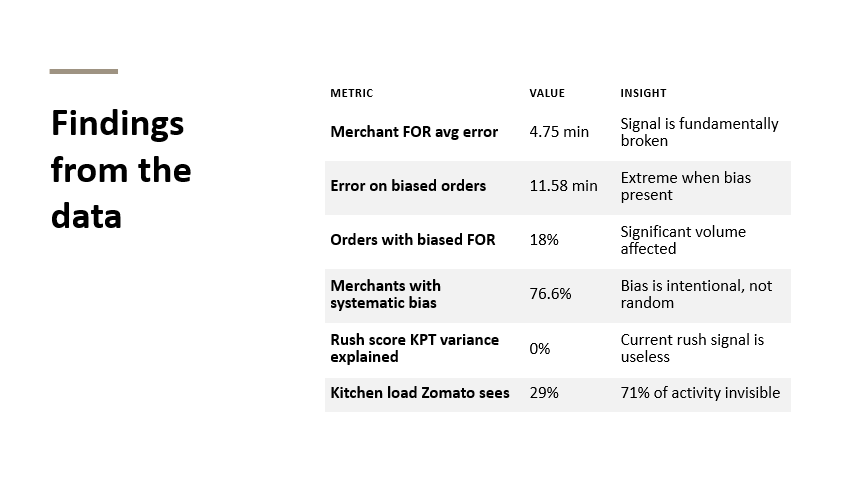 Findings
from the
data
METRIC VALUE INSIGHT
Merchant FOR avg error 4.75 min Signal is fundamentally
broken
Error on biased orders 11.58 min Extreme when bias
present
Orders with biased FOR 18% Significant volume
affected
Merchants with
systematic bias 76.6% Bias is intentional, not
random
Rush score KPT variance
explained 0% Current rush signal is
useless
Kitchen load Zomato sees 29% 71% of activity invisible